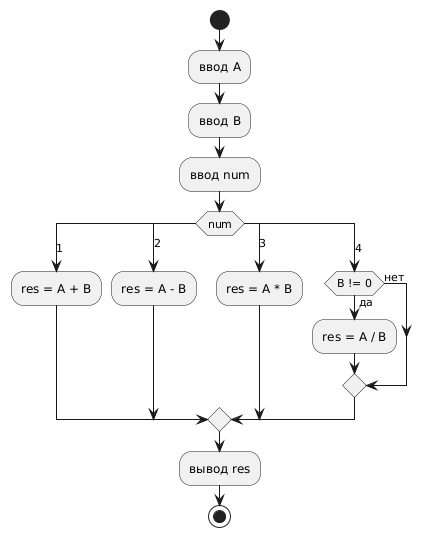 ввод A
ввод B
ввод num
num
1
2
3
4
res = A + B
res = A - B
res = A * B
B != 0
нет
да
res = A / B
вывод res